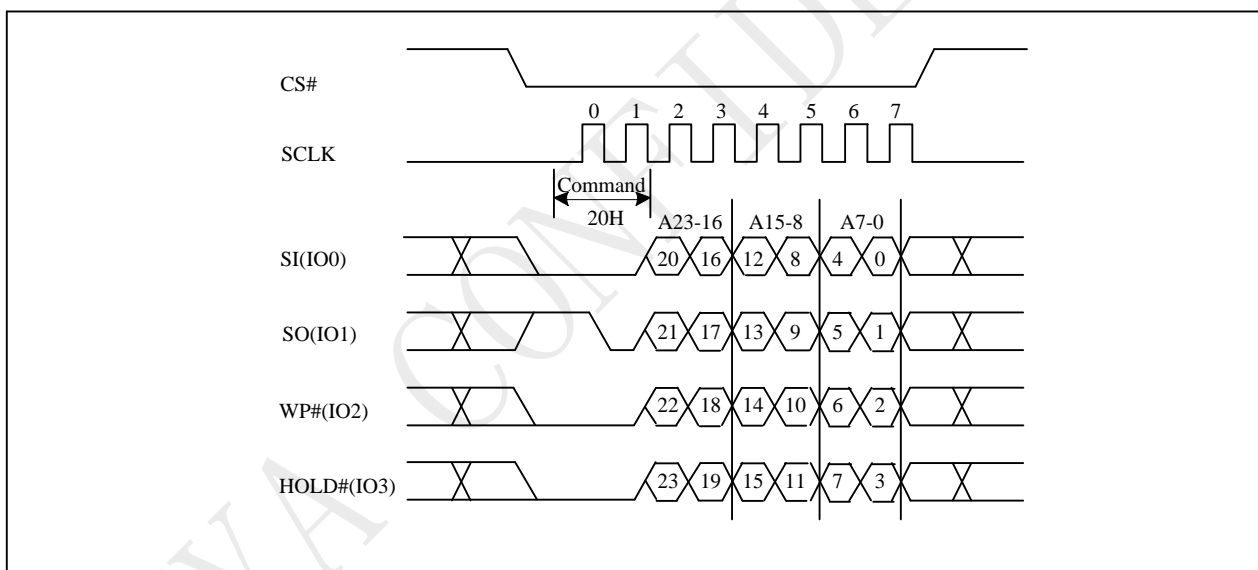 CS#
0 1 2 3 4 5 6 7
SCLK
Command
20H
A23-16 A15-8 A7-0
SI(IO0) 20 16 12 8 4 0
SO(IO1) 21 17 13 9 5 1
WP#(IO2) 22 18 14 10 6 2
HOLD#(IO3) 23 19 15 11 7 3